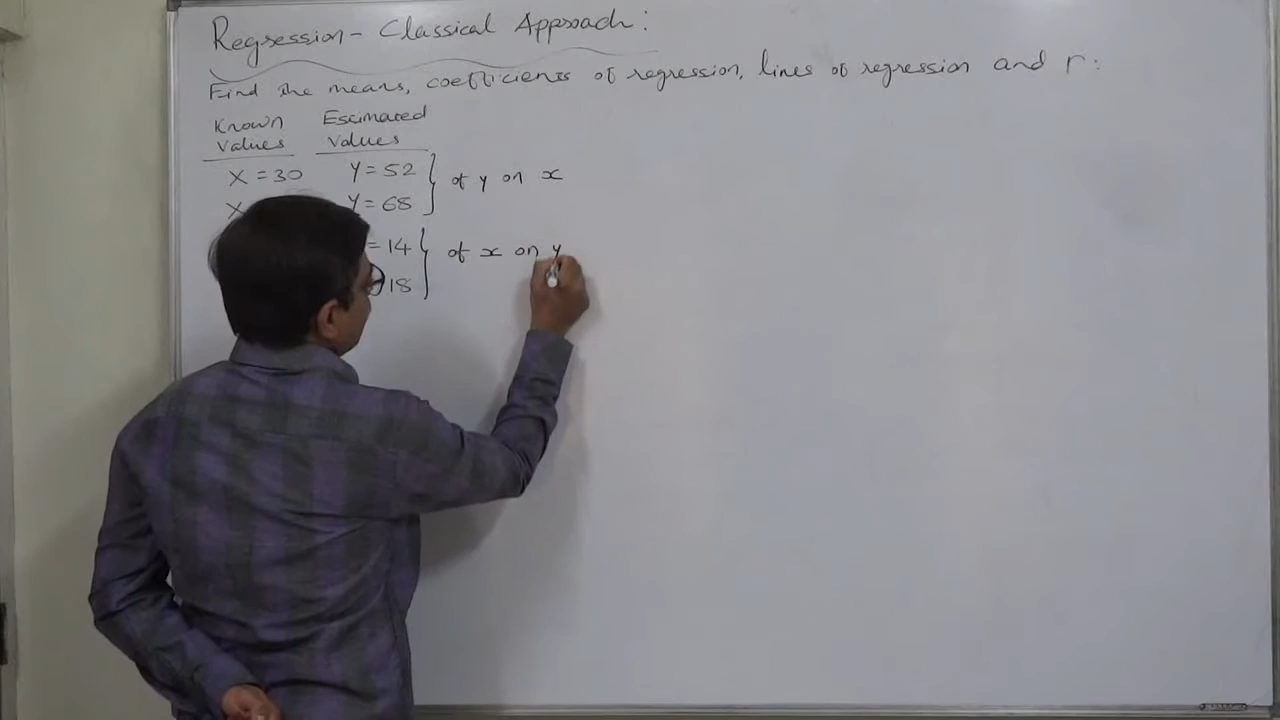 Regression - Classical Approach:
Find the means, coefficients of regression, lines of regression and r:
Known Values
Estimated Values
X = 30 Y = 52 } of y on x
X Y = 68
= 14 } of x on y
18